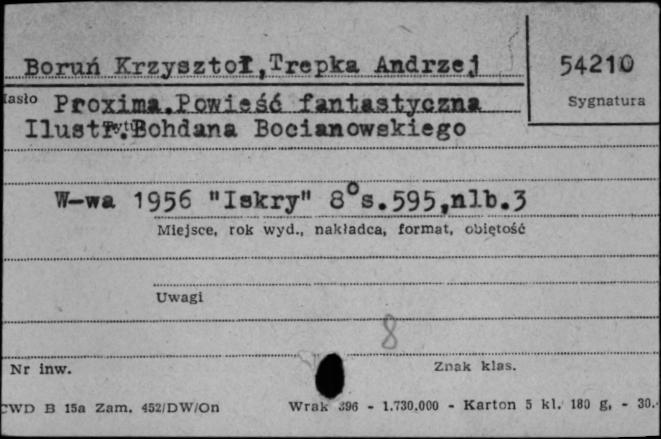 Boruń Krzysztof, Trepka Andrzej
54210
Hasło Proxima. Powieść fantastyczna
Sygnatura
Ilustr. Bohdana Bocianowskiego
W-wa 1956 "Iskry" 8° s.595,nlb.3
Miejsce, rok wyd., nakładca, format, objętość
Uwagi
8
Nr inw.
Znak klas.
CWD B 15a Zam. 452/DW/On
Wrak 396 - 1.730.000 - Karton 5 kl. 180 g, - 30.